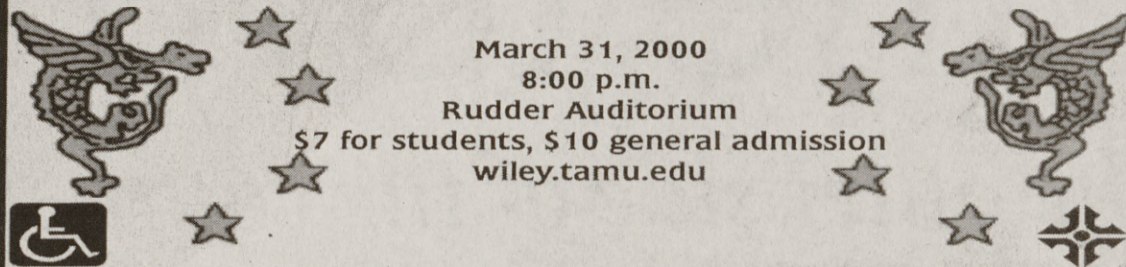 March 31, 2000
8:00 p.m.
Rudder Auditorium
$7 for students, $10 general admission
wiley.tamu.edu